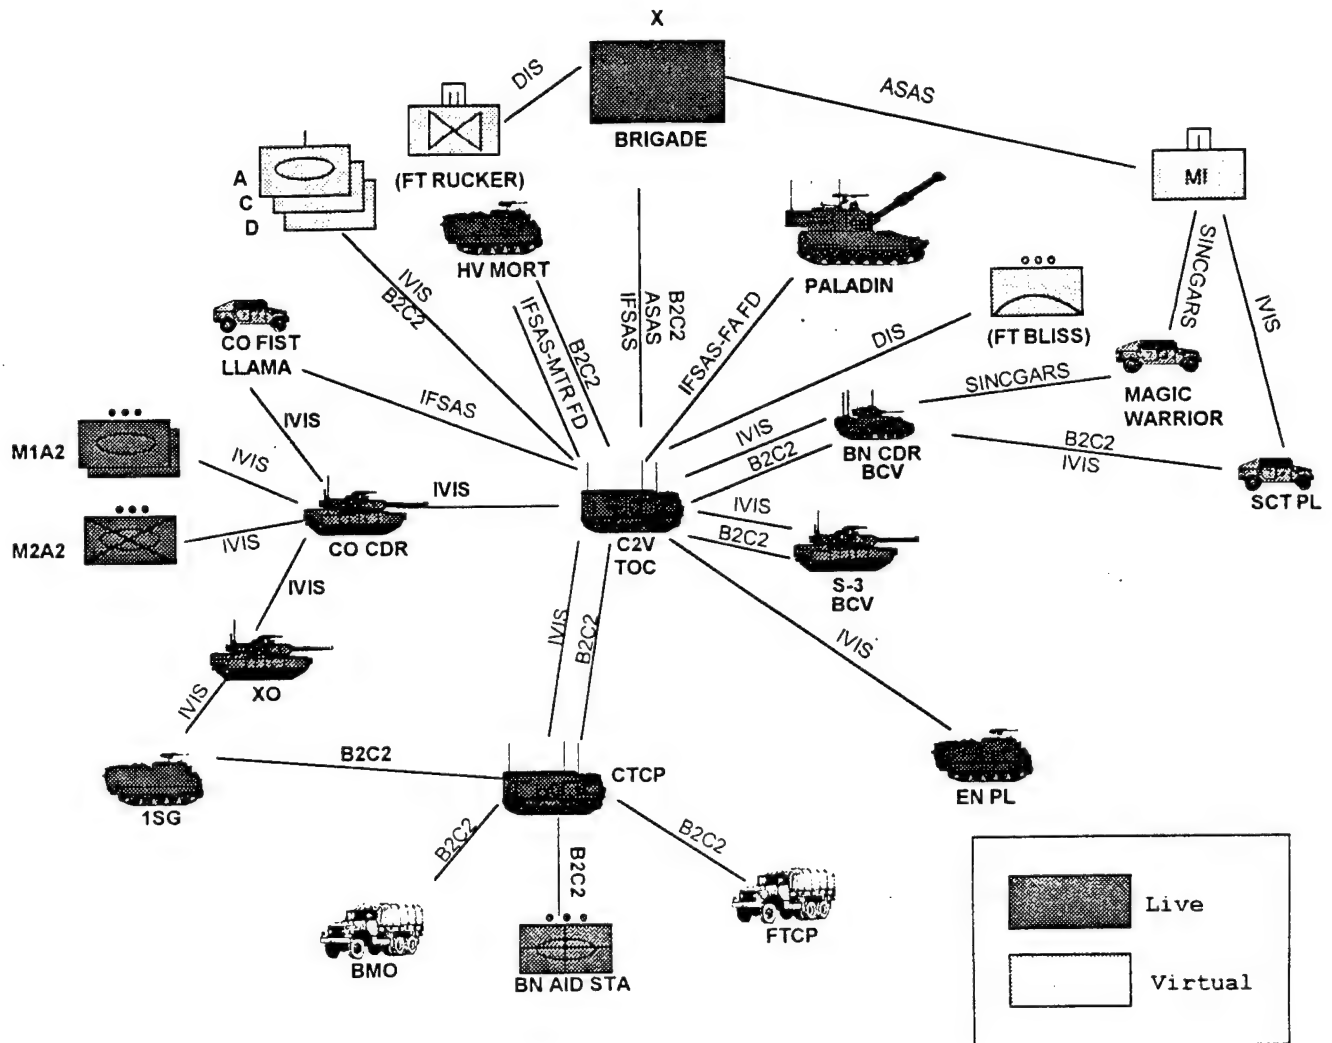 X
DIS
ASAS
BRIGADE
MI
A
C
D
(FT RUCKER)
HV MORT
PALADIN
(FT BLISS)
IVIS
B2C2
IFSAS-MTR FD
B2C2
IFSAS
ASAS
B2C2
IFSAS-FA FD
DIS
SINCGARS
IVIS
CO FIST
LLAMA
IFSAS
IVIS
SINCGARS
MAGIC
WARRIOR
IVIS
B2C2
BN CDR
BCV
B2C2
IVIS
SCT PL
M1A2
IVIS
M2A2
IVIS
CO CDR
IVIS
C2V
TOC
IVIS
B2C2
S-3
BCV
IVIS
XO
IVIS
IVIS
B2C2
IVIS
EN PL
1SG
B2C2
CTCP
B2C2
B2C2
B2C2
BMO
BN AID STA
FTCP
Live
Virtual